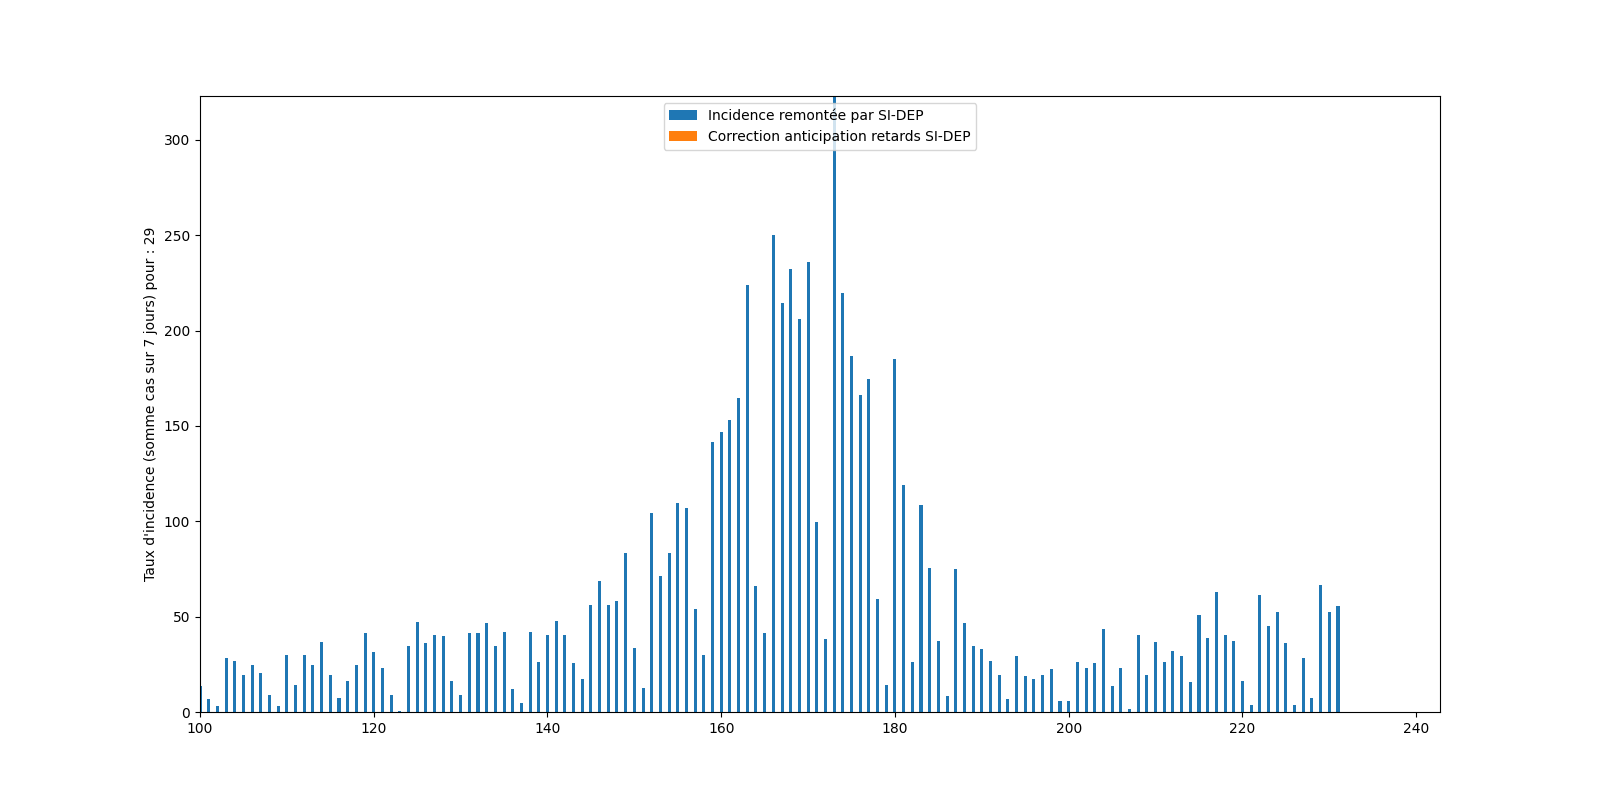 Incidence remontée par SI-DEP
Correction anticipation retards SI-DEP
Taux d'incidence (somme cas sur 7 jours) pour : 29
300
250
200
150
100
50
0
100 120 140 160 180 200 220 240